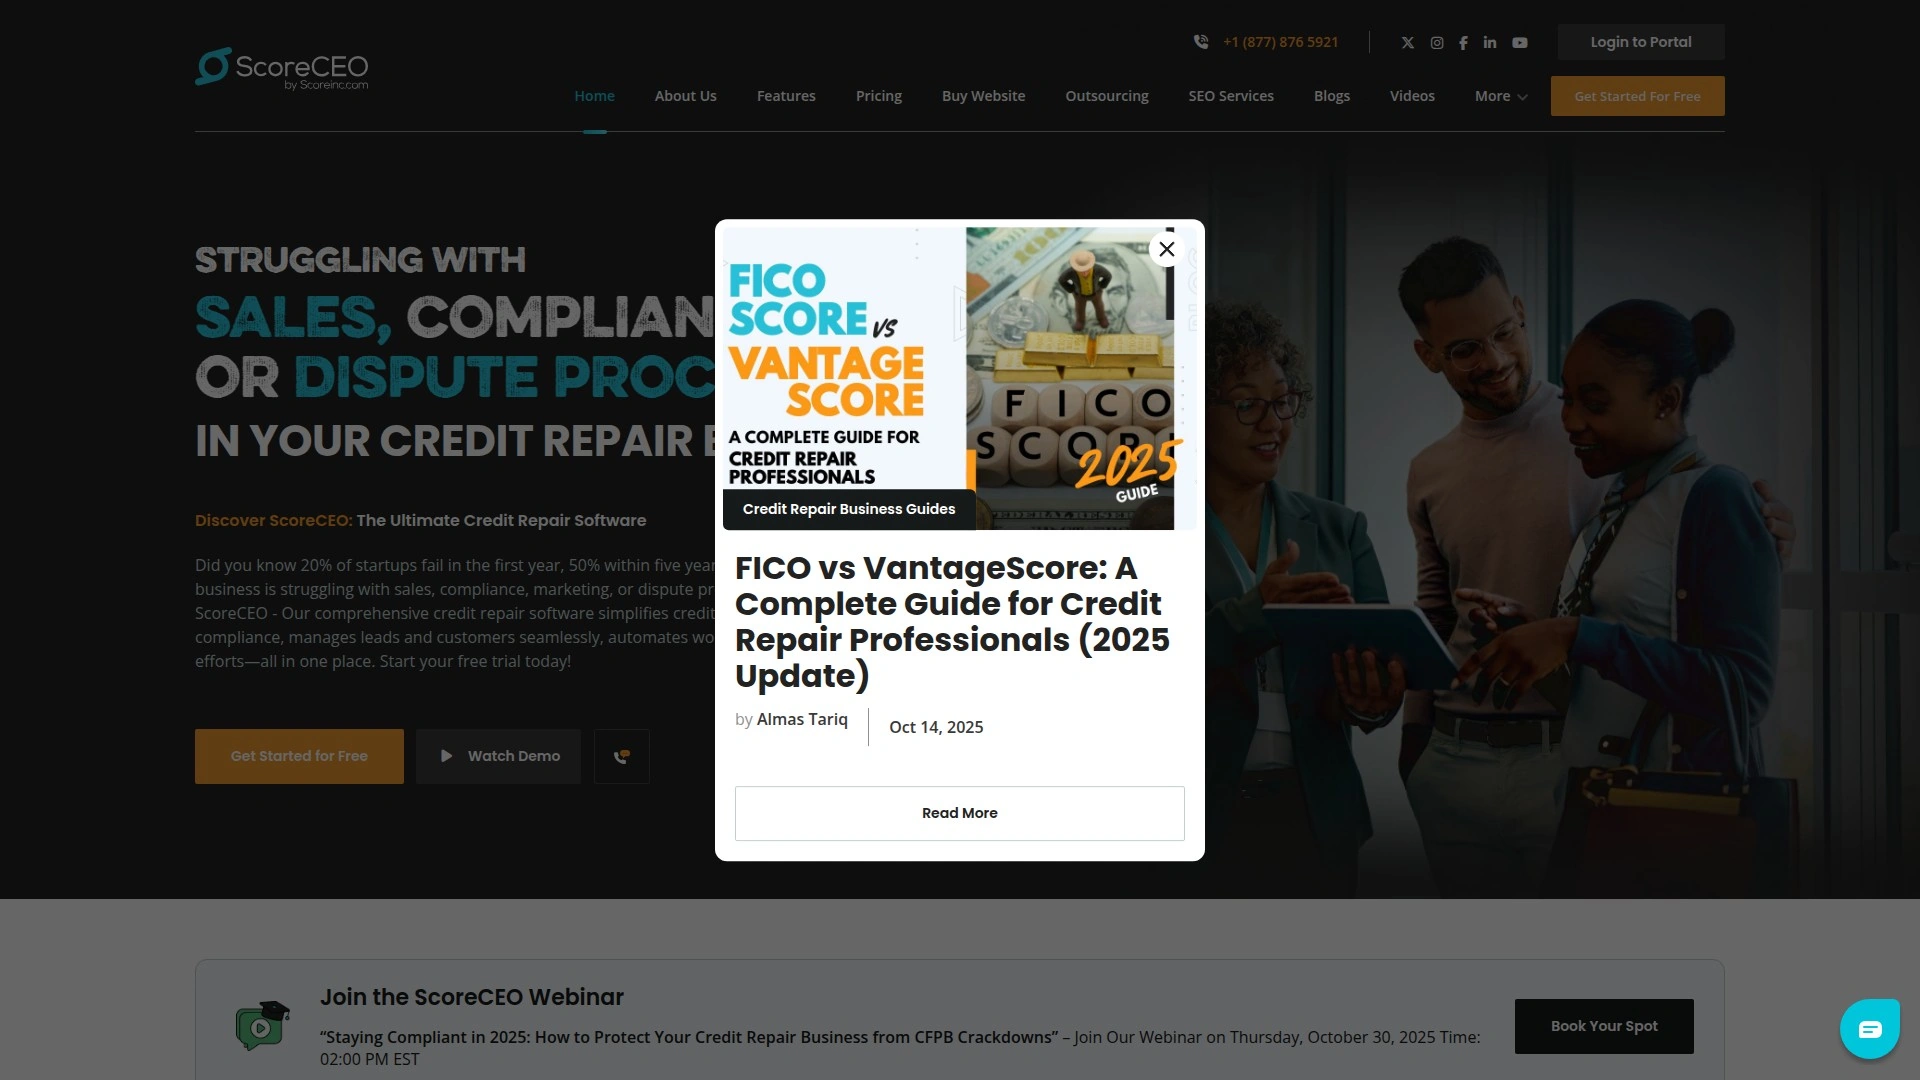 +1 (877) 876 5921
Login to Portal
ScoreCEO
by Scoreinc.com
Home
About Us
Features
Pricing
Buy Website
Outsourcing
SEO Services
Blogs
Videos
More
Get Started For Free
STRUGGLING WITH
SALES, COMPLIAN
OR DISPUTE PROC
IN YOUR CREDIT REPAIR
Discover ScoreCEO: The Ultimate Credit Repair Software
Did you know 20% of startups fail in the first year, 50% within five year
business is struggling with sales, compliance, marketing, or dispute pr
ScoreCEO - Our comprehensive credit repair software simplifies credit
compliance, manages leads and customers seamlessly, automates wo
efforts—all in one place. Start your free trial today!
Get Started for Free
Watch Demo
FICO
SCORE VS
VANTAGE
SCORE
A COMPLETE GUIDE FOR
CREDIT REPAIR
PROFESSIONALS
FICO
SCOR
2025
GUIDE
Credit Repair Business Guides
FICO vs VantageScore: A
Complete Guide for Credit
Repair Professionals (2025
Update)
by Almas Tariq
Oct 14, 2025
Read More
Join the ScoreCEO Webinar
“Staying Compliant in 2025: How to Protect Your Credit Repair Business from CFPB Crackdowns” – Join Our Webinar on Thursday, October 30, 2025 Time:
02:00 PM EST
Book Your Spot